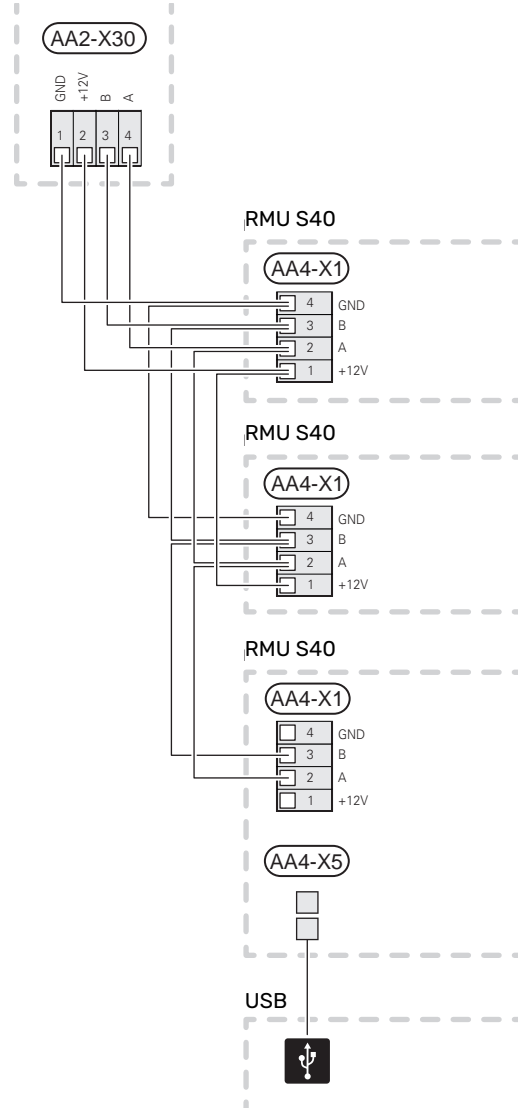 AA2-X30
GND +12V B A
1 2 3 4
RMU S40
AA4-X1
4 GND
3 B
2 A
1 +12V
RMU S40
AA4-X1
4 GND
3 B
2 A
1 +12V
RMU S40
AA4-X1
4 GND
3 B
2 A
1 +12V
AA4-X5
USB